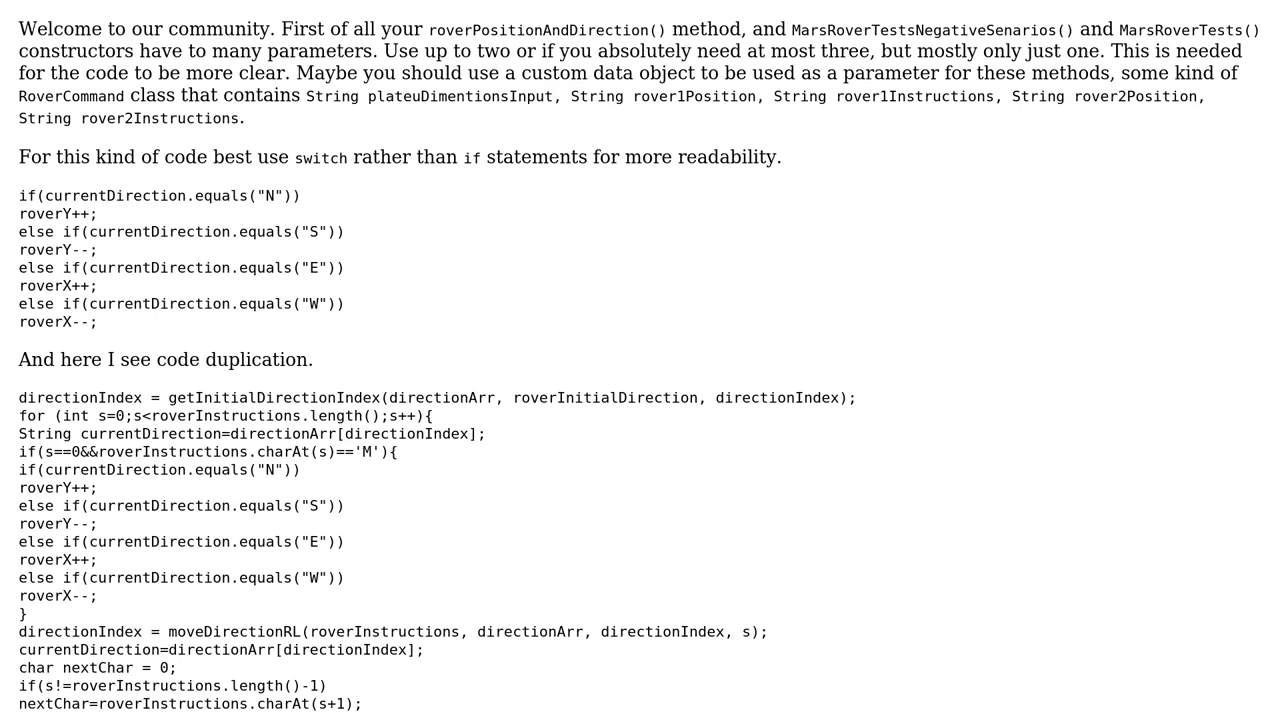 Welcome to our community. First of all your roverPositionAndDirection() method, and MarsRoverTestsNegativeSenarios() and MarsRoverTests()
constructors have to many parameters. Use up to two or if you absolutely need at most three, but mostly only just one. This is needed
for the code to be more clear. Maybe you should use a custom data object to be used as a parameter for these methods, some kind of
RoverCommand class that contains String plateuDimentionsInput, String rover1Position, String rover1Instructions, String rover2Position,
String rover2Instructions.
For this kind of code best use switch rather than if statements for more readability.
if(currentDirection.equals("N"))
roverY++;
else if(currentDirection.equals("S"))
roverY--;
else if(currentDirection.equals("E"))
roverX++;
else if(currentDirection.equals("W"))
roverX--;
And here I see code duplication.
directionIndex = getInitialDirectionIndex(directionArr, roverInitialDirection, directionIndex);
for (int s=0;s<roverInstructions.length();s++){
String currentDirection=directionArr[directionIndex];
if(s==0&&roverInstructions.charAt(s)=='M'){
if(currentDirection.equals("N"))
roverY++;
else if(currentDirection.equals("S"))
roverY--;
else if(currentDirection.equals("E"))
roverX++;
else if(currentDirection.equals("W"))
roverX--;
}
directionIndex = moveDirectionRL(roverInstructions, directionArr, directionIndex, s);
currentDirection=directionArr[directionIndex];
char nextChar = 0;
if(s!=roverInstructions.length()-1)
nextChar=roverInstructions.charAt(s+1);